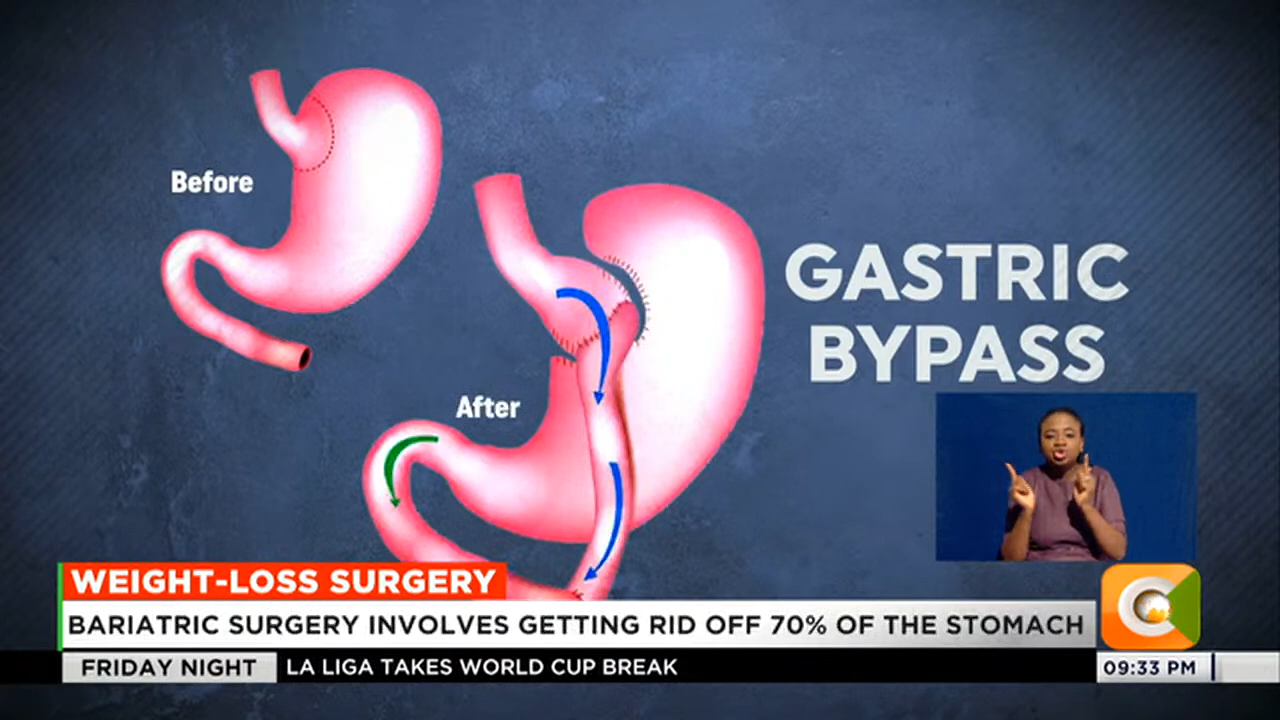 Before
GASTRIC
BYPASS
After
WEIGHT-LOSS SURGERY
BARIATRIC SURGERY INVOLVES GETTING RID OFF 70% OF THE STOMACH
FRIDAY NIGHT LA LIGA TAKES WORLD CUP BREAK 09:33 PM